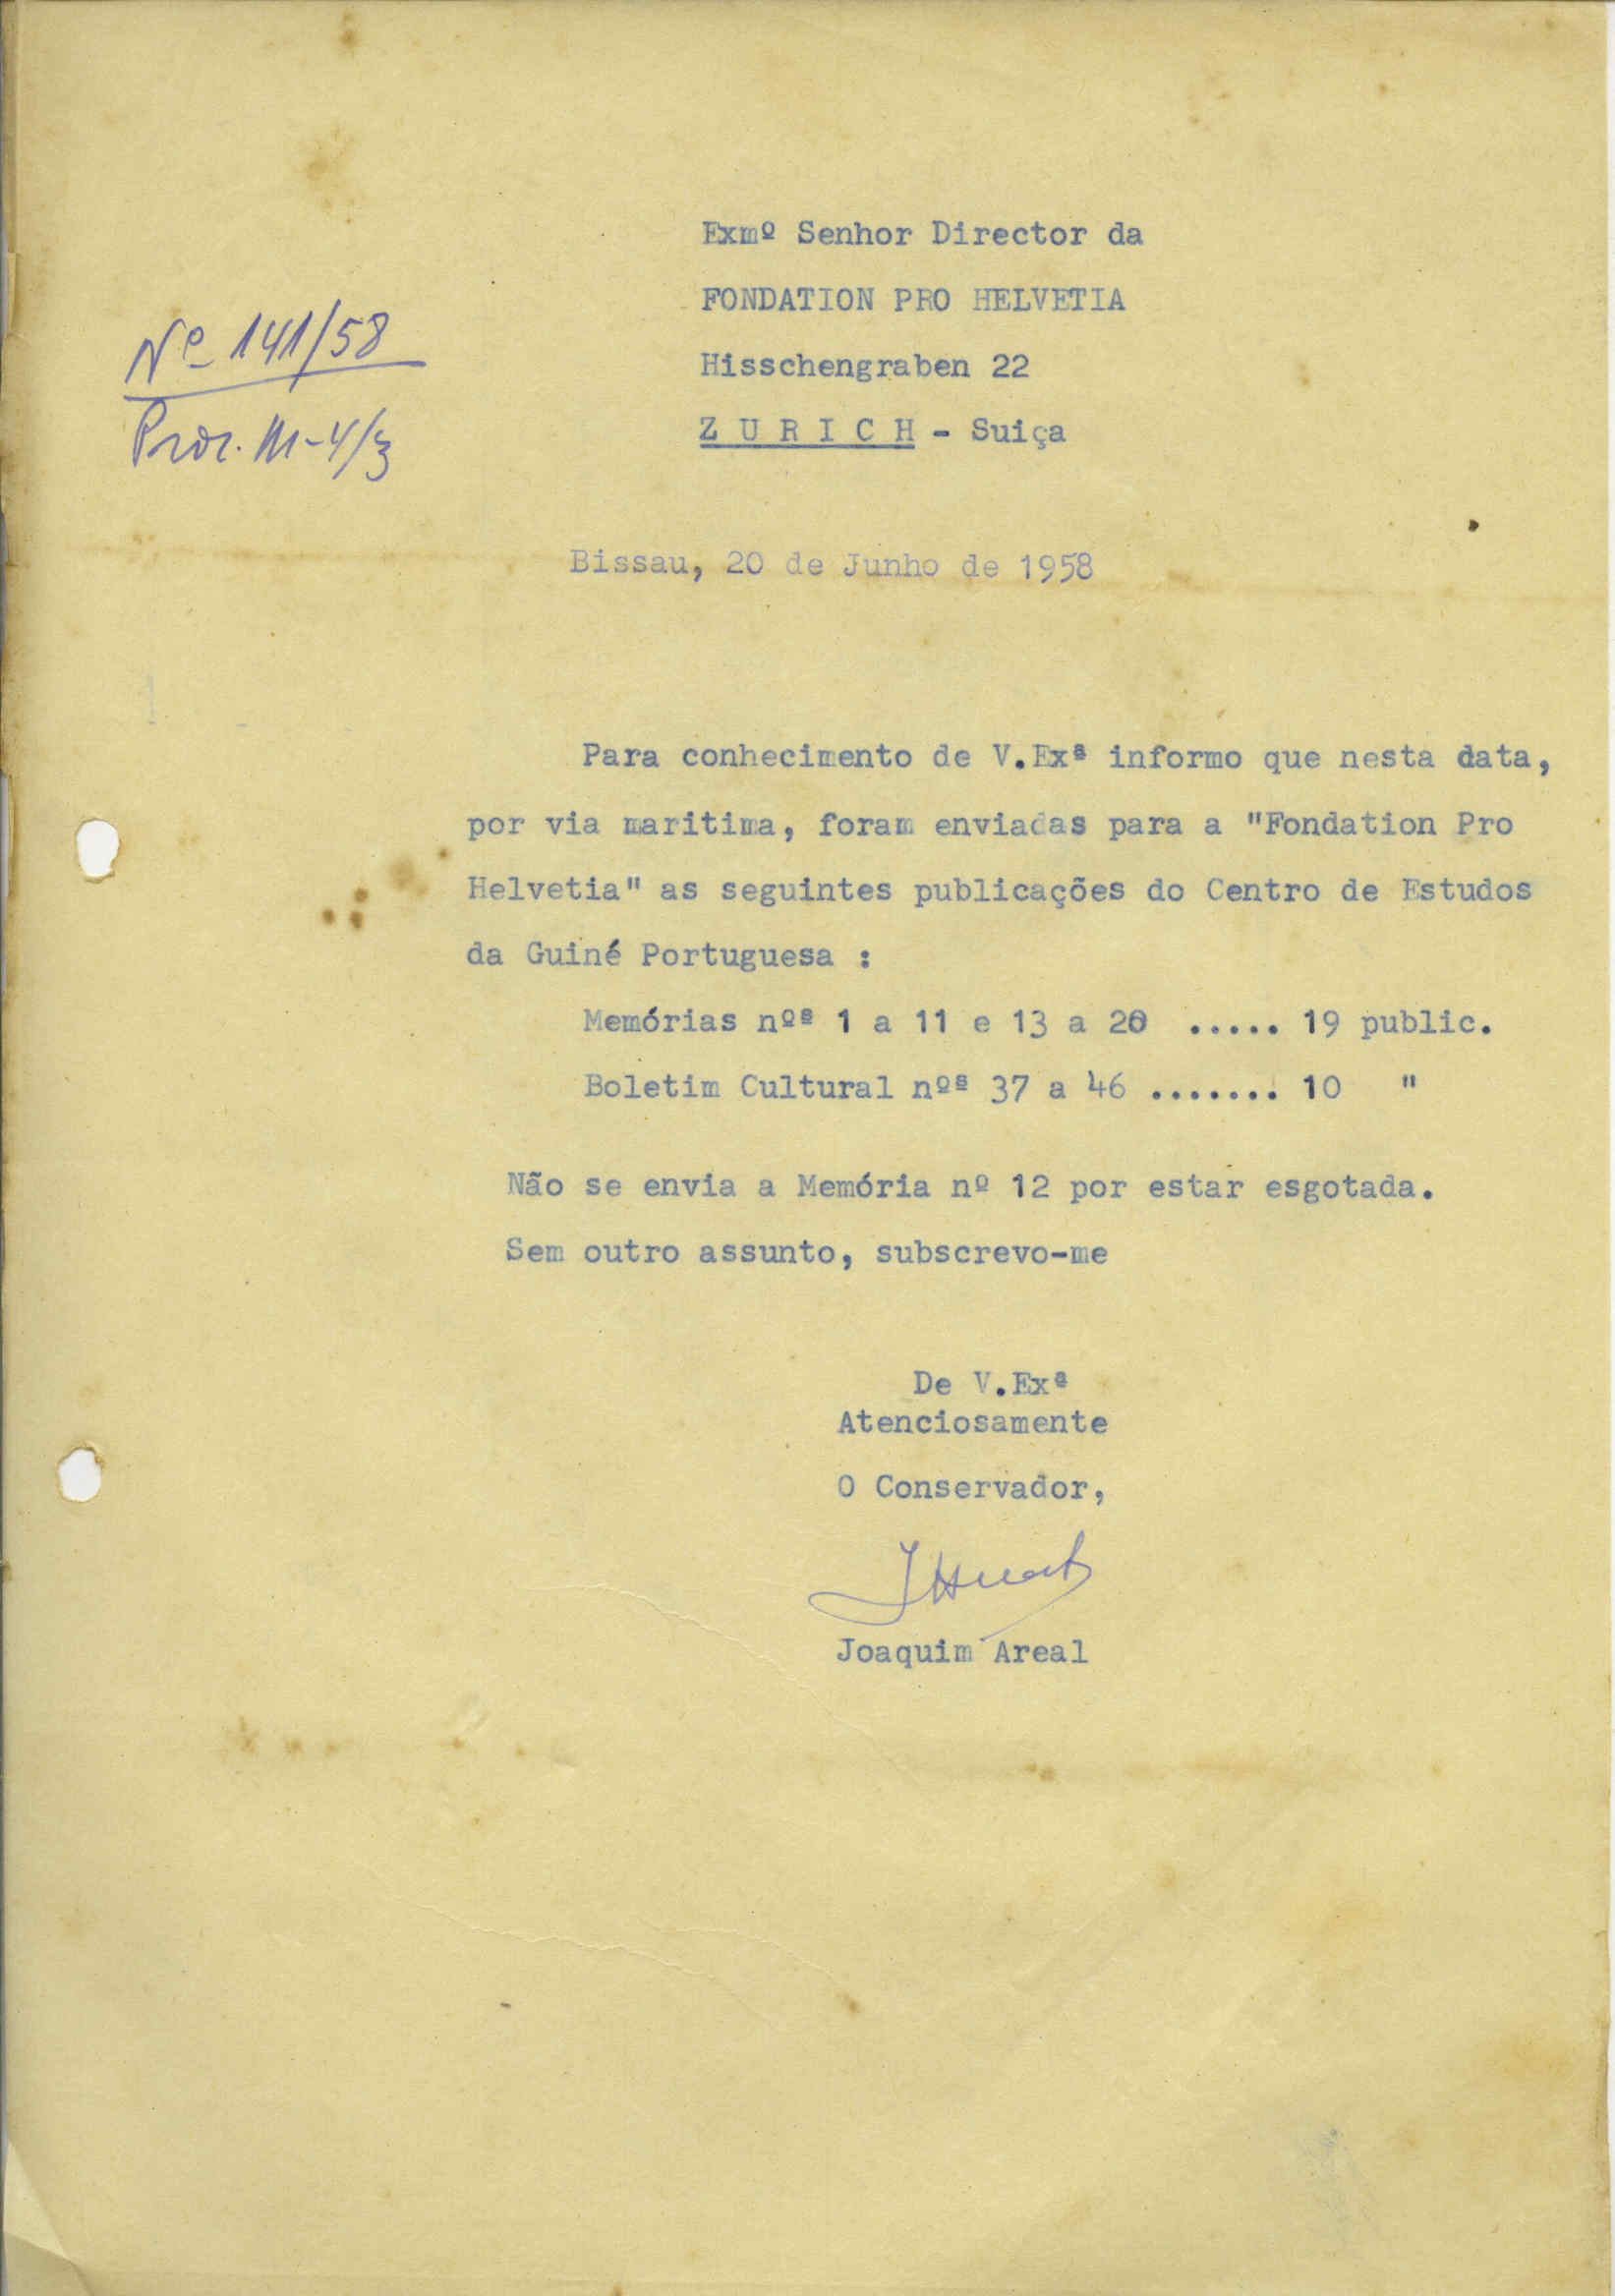 Exmº Senhor Director da
FONDATION PRO HELVETIA
Hisschengraben 22
Z U R I C H - Suiça
Nº 141/58
Proc. M-4/3
Bissau, 20 de Junho de 1958
Para conhecimento de V.Exª informo que nesta data,
por via maritima, foram enviadas para a "Fondation Pro
Helvetia" as seguintes publicações do Centro de Estudos
da Guiné Portuguesa :
Memórias nºˢ 1 a 11 e 13 a 20 ..... 19 public.
Boletim Cultural nºˢ 37 a 46 ....... 10 "
Não se envia a Memória nº 12 por estar esgotada.
Sem outro assunto, subscrevo-me
De V.Exª
Atenciosamente
O Conservador,
Joaquim Areal